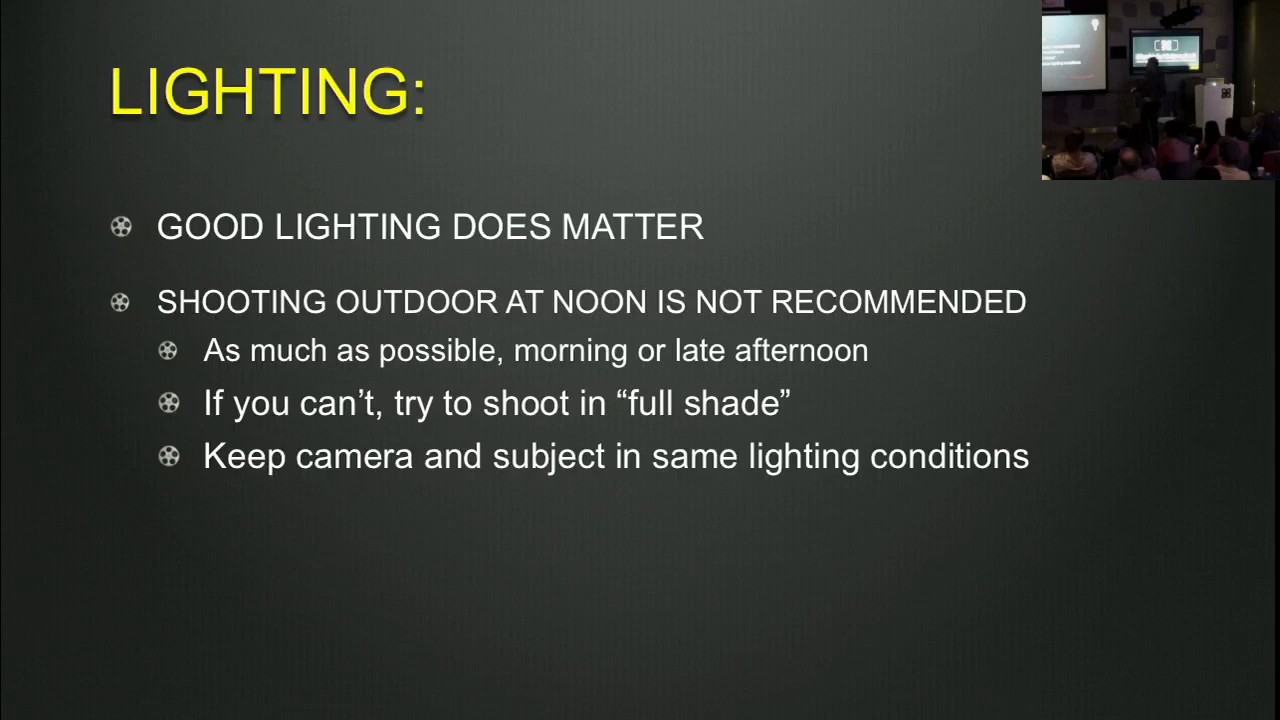 LIGHTING:
GOOD LIGHTING DOES MATTER
SHOOTING OUTDOOR AT NOON IS NOT RECOMMENDED
As much as possible, morning or late afternoon
If you can’t, try to shoot in “full shade”
Keep camera and subject in same lighting conditions